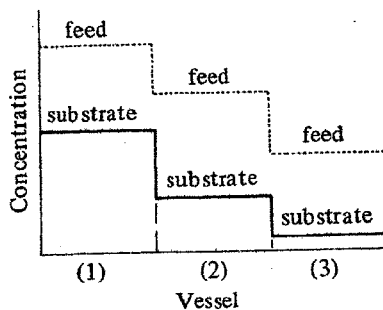 feed
feed
substrate
feed
substrate
substrate
Concentration
(1) (2) (3)
Vessel